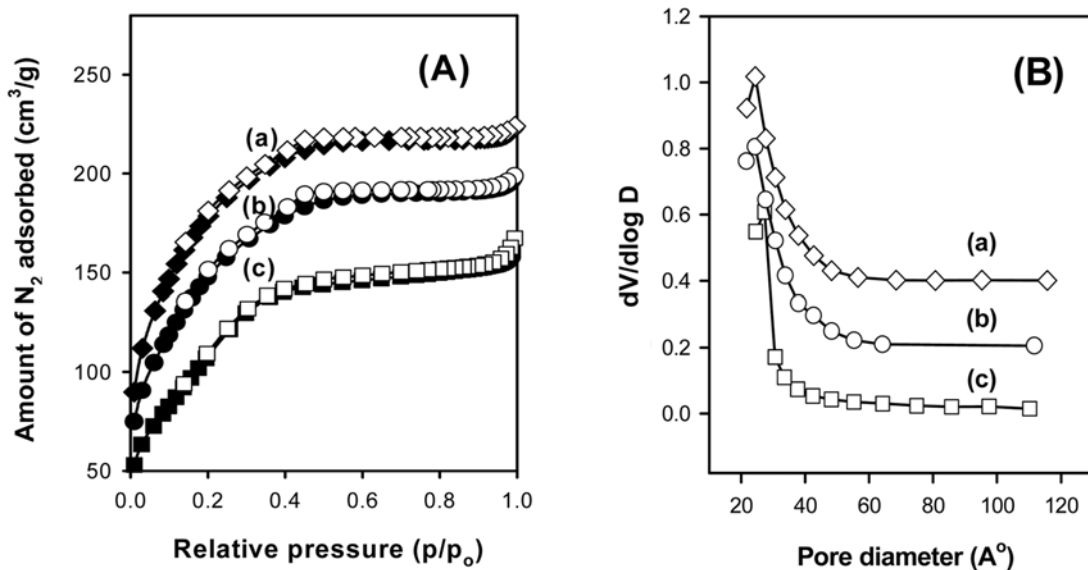 (A)
Amount of N2 adsorbed (cm3/g)
250
200
150
100
50
(a)
(b)
(c)
0.0 0.2 0.4 0.6 0.8 1.0
Relative pressure (p/po)
(B)
dV/dlog D
1.2
1.0
0.8
0.6
0.4
0.2
0.0
(a)
(b)
(c)
20 40 60 80 100 120
Pore diameter (Ao)